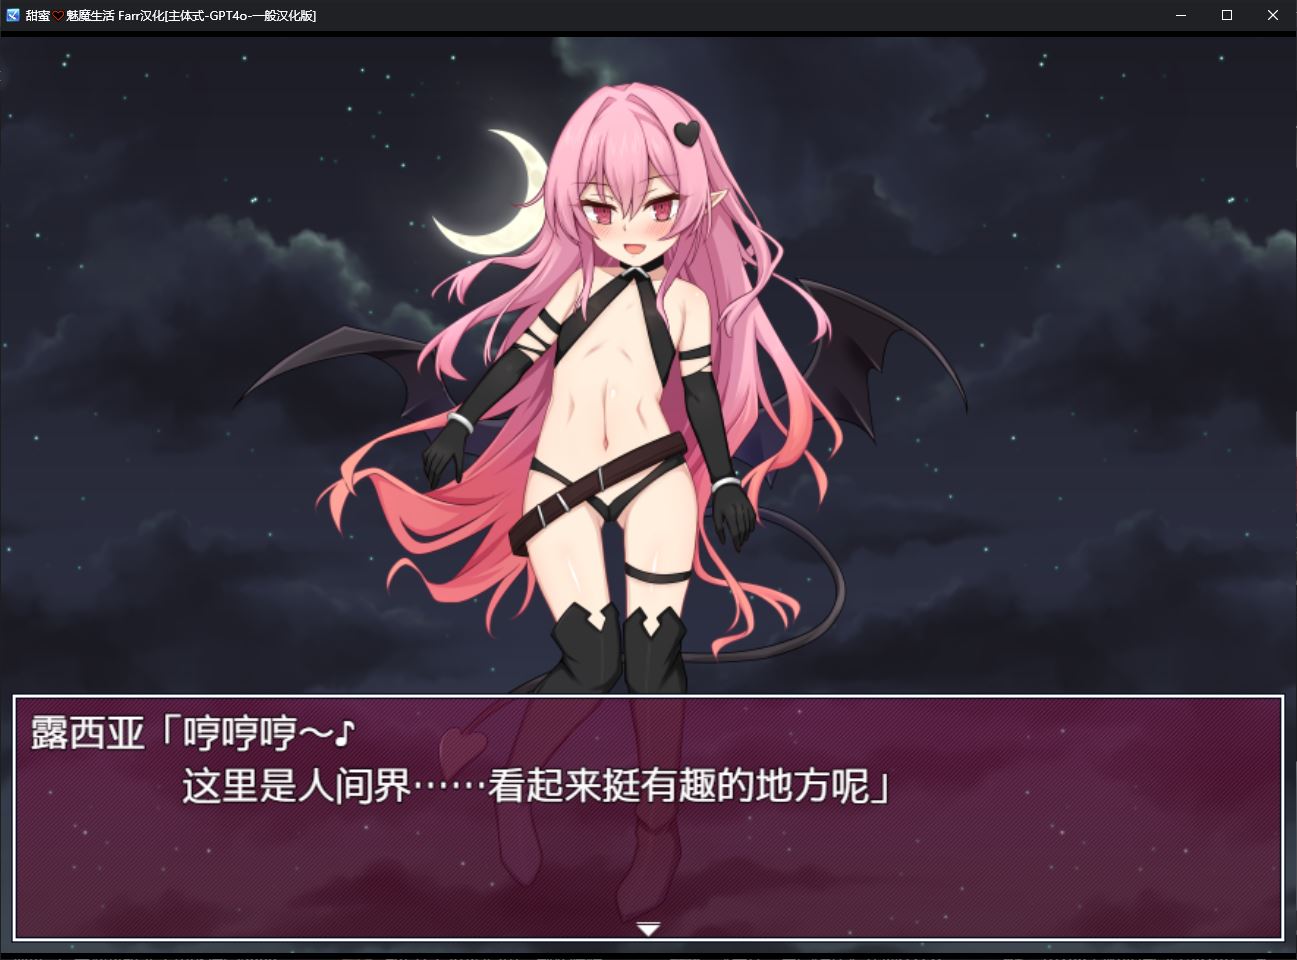 甜蜜♡魅魔生活 Farr汉化[主体式-GPT4o-一般汉化版]
露西亚「哼哼哼～♪
这里是人间界……看起来挺有趣的地方呢」